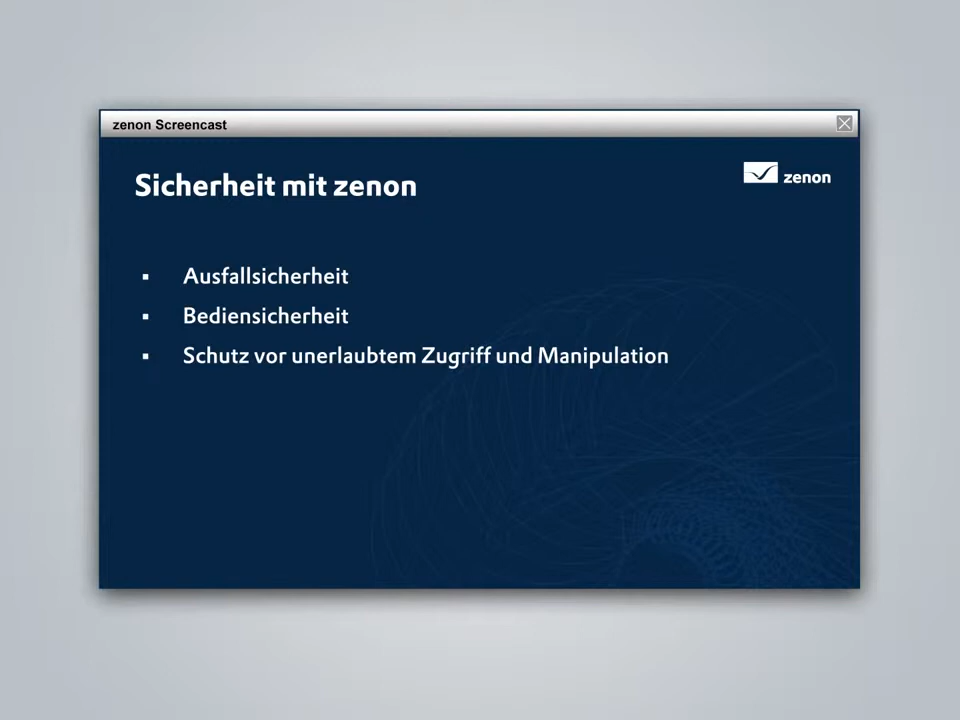 zenon Screencast
Sicherheit mit zenon
zenon
▪ Ausfallsicherheit
▪ Bediensicherheit
▪ Schutz vor unerlaubtem Zugriff und Manipulation